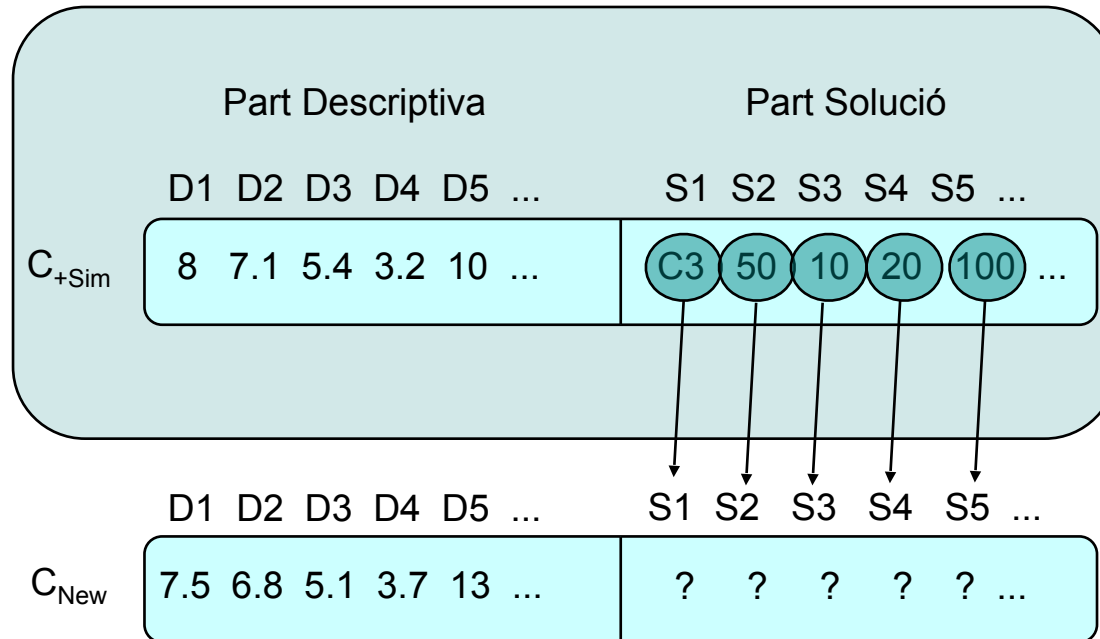 Part Descriptiva Part Solució
D1 D2 D3 D4 D5 ... S1 S2 S3 S4 S5 ...
C+Sim 8 7.1 5.4 3.2 10 ... C3 50 10 20 100 ...
D1 D2 D3 D4 D5 ... S1 S2 S3 S4 S5 ...
CNew 7.5 6.8 5.1 3.7 13 ... ? ? ? ? ? ...